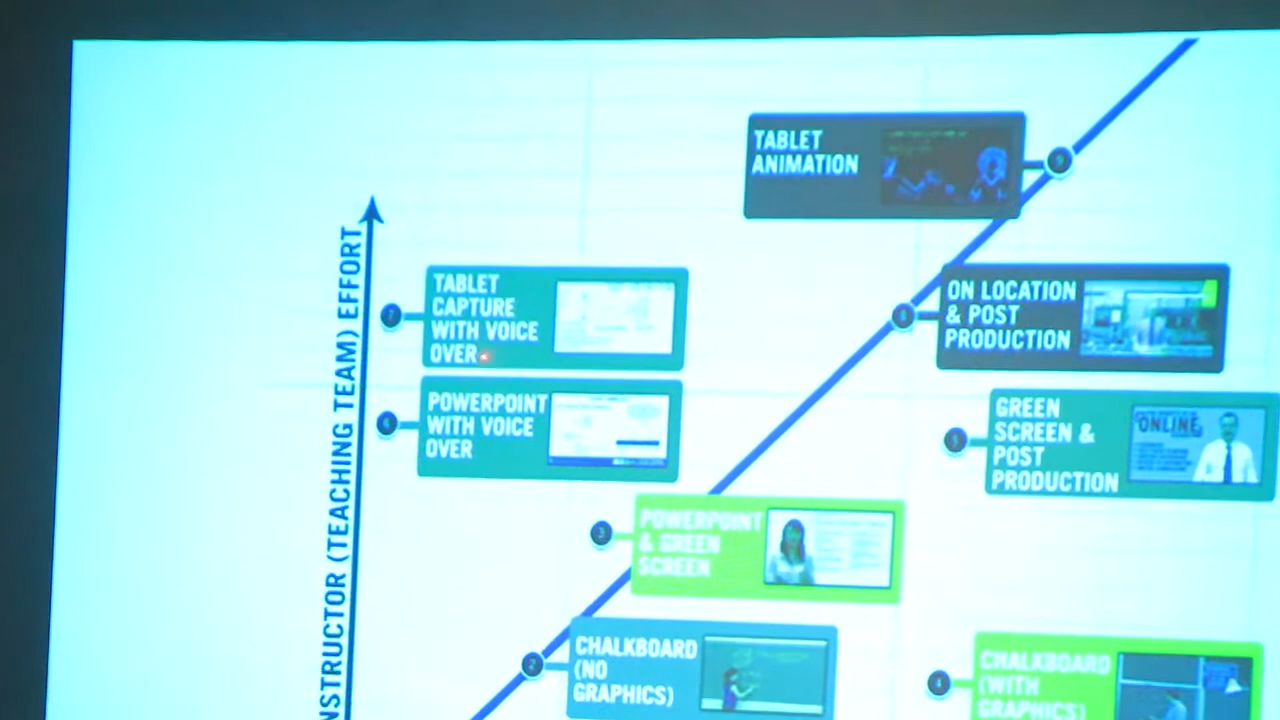 TABLET
ANIMATION
ON LOCATION
& POST
PRODUCTION
TABLET
CAPTURE
WITH VOICE
OVER
POWERPOINT
WITH VOICE
OVER
GREEN
SCREEN &
POST
PRODUCTION
ONLINE
POWERPOINT
& GREEN
SCREEN
CHALKBOARD
(NO
GRAPHICS)
CHALKBOARD
(WITH
GRAPHICS)
NSTRUCTOR (TEACHING TEAM) EFFORT